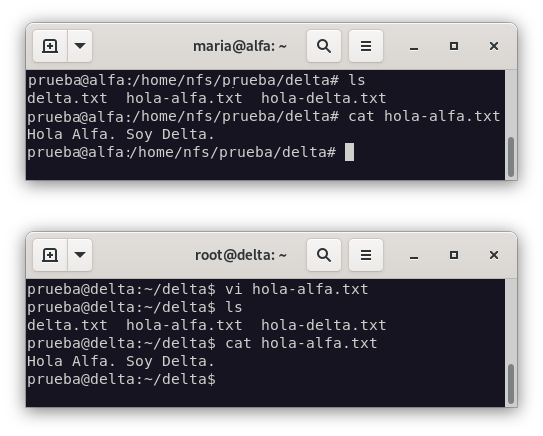 maria@alfa: ~
prueba@alfa:/home/nfs/prueba/delta# ls
delta.txt  hola-alfa.txt  hola-delta.txt
prueba@alfa:/home/nfs/prueba/delta# cat hola-alfa.txt
Hola Alfa. Soy Delta.
prueba@alfa:/home/nfs/prueba/delta#
root@delta: ~
prueba@delta:~/delta$ vi hola-alfa.txt
prueba@delta:~/delta$ ls
delta.txt  hola-alfa.txt  hola-delta.txt
prueba@delta:~/delta$ cat hola-alfa.txt
Hola Alfa. Soy Delta.
prueba@delta:~/delta$